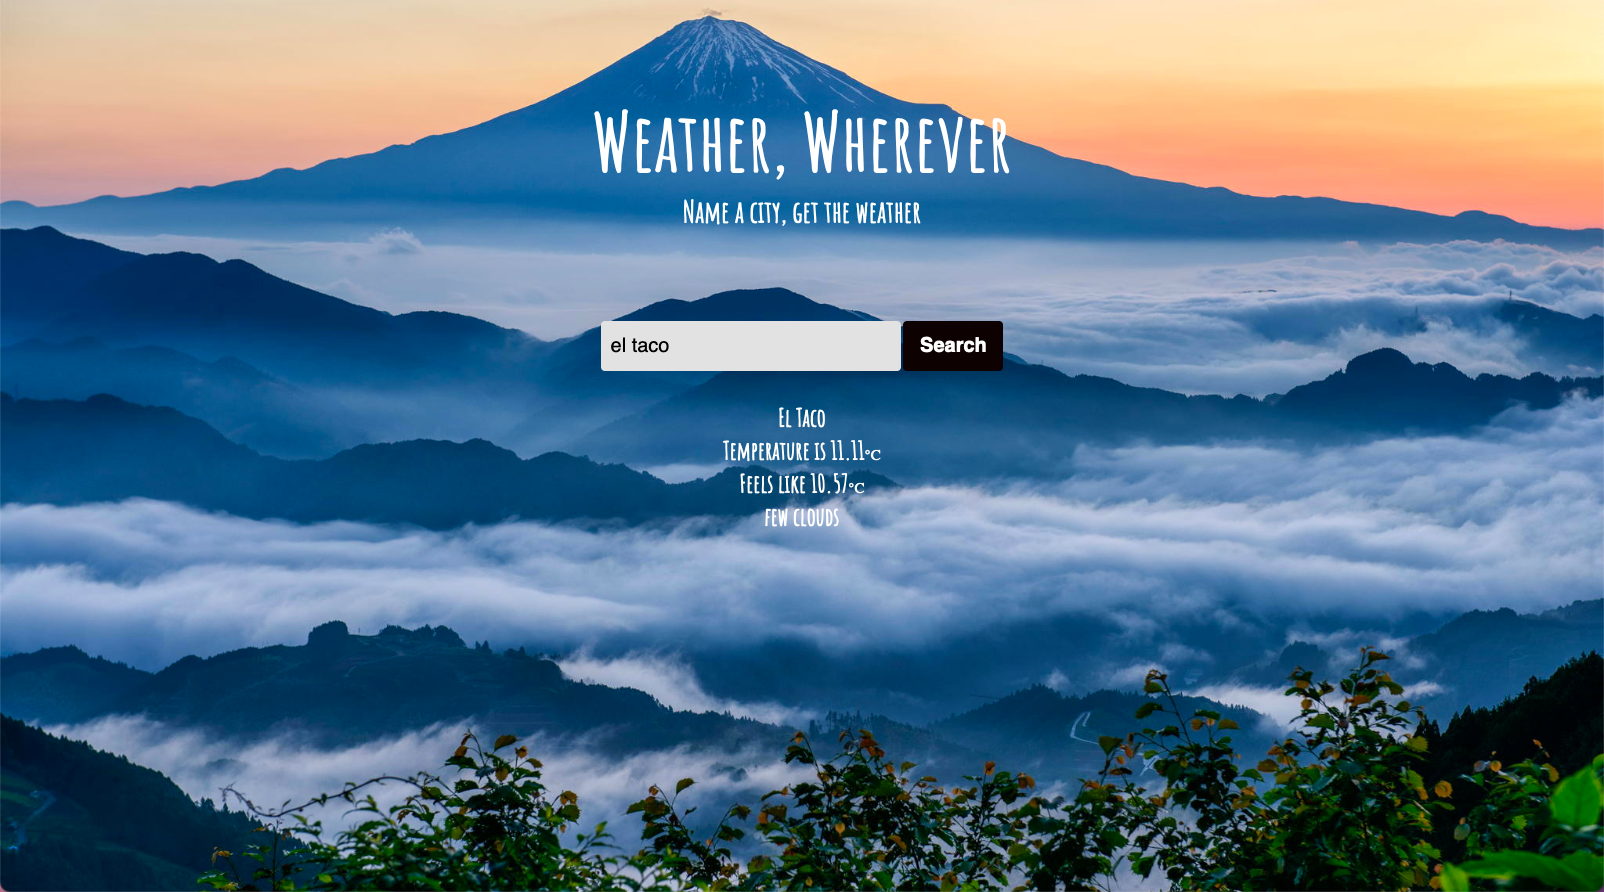 Weather, Wherever
Name a city, get the weather
el taco Search
El Taco
Temperature is 11.11°C
Feels like 10.57°C
few clouds